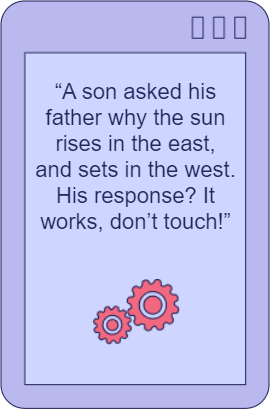 “A son asked his
father why the sun
rises in the east,
and sets in the west.
His response? It
works, don’t touch!”